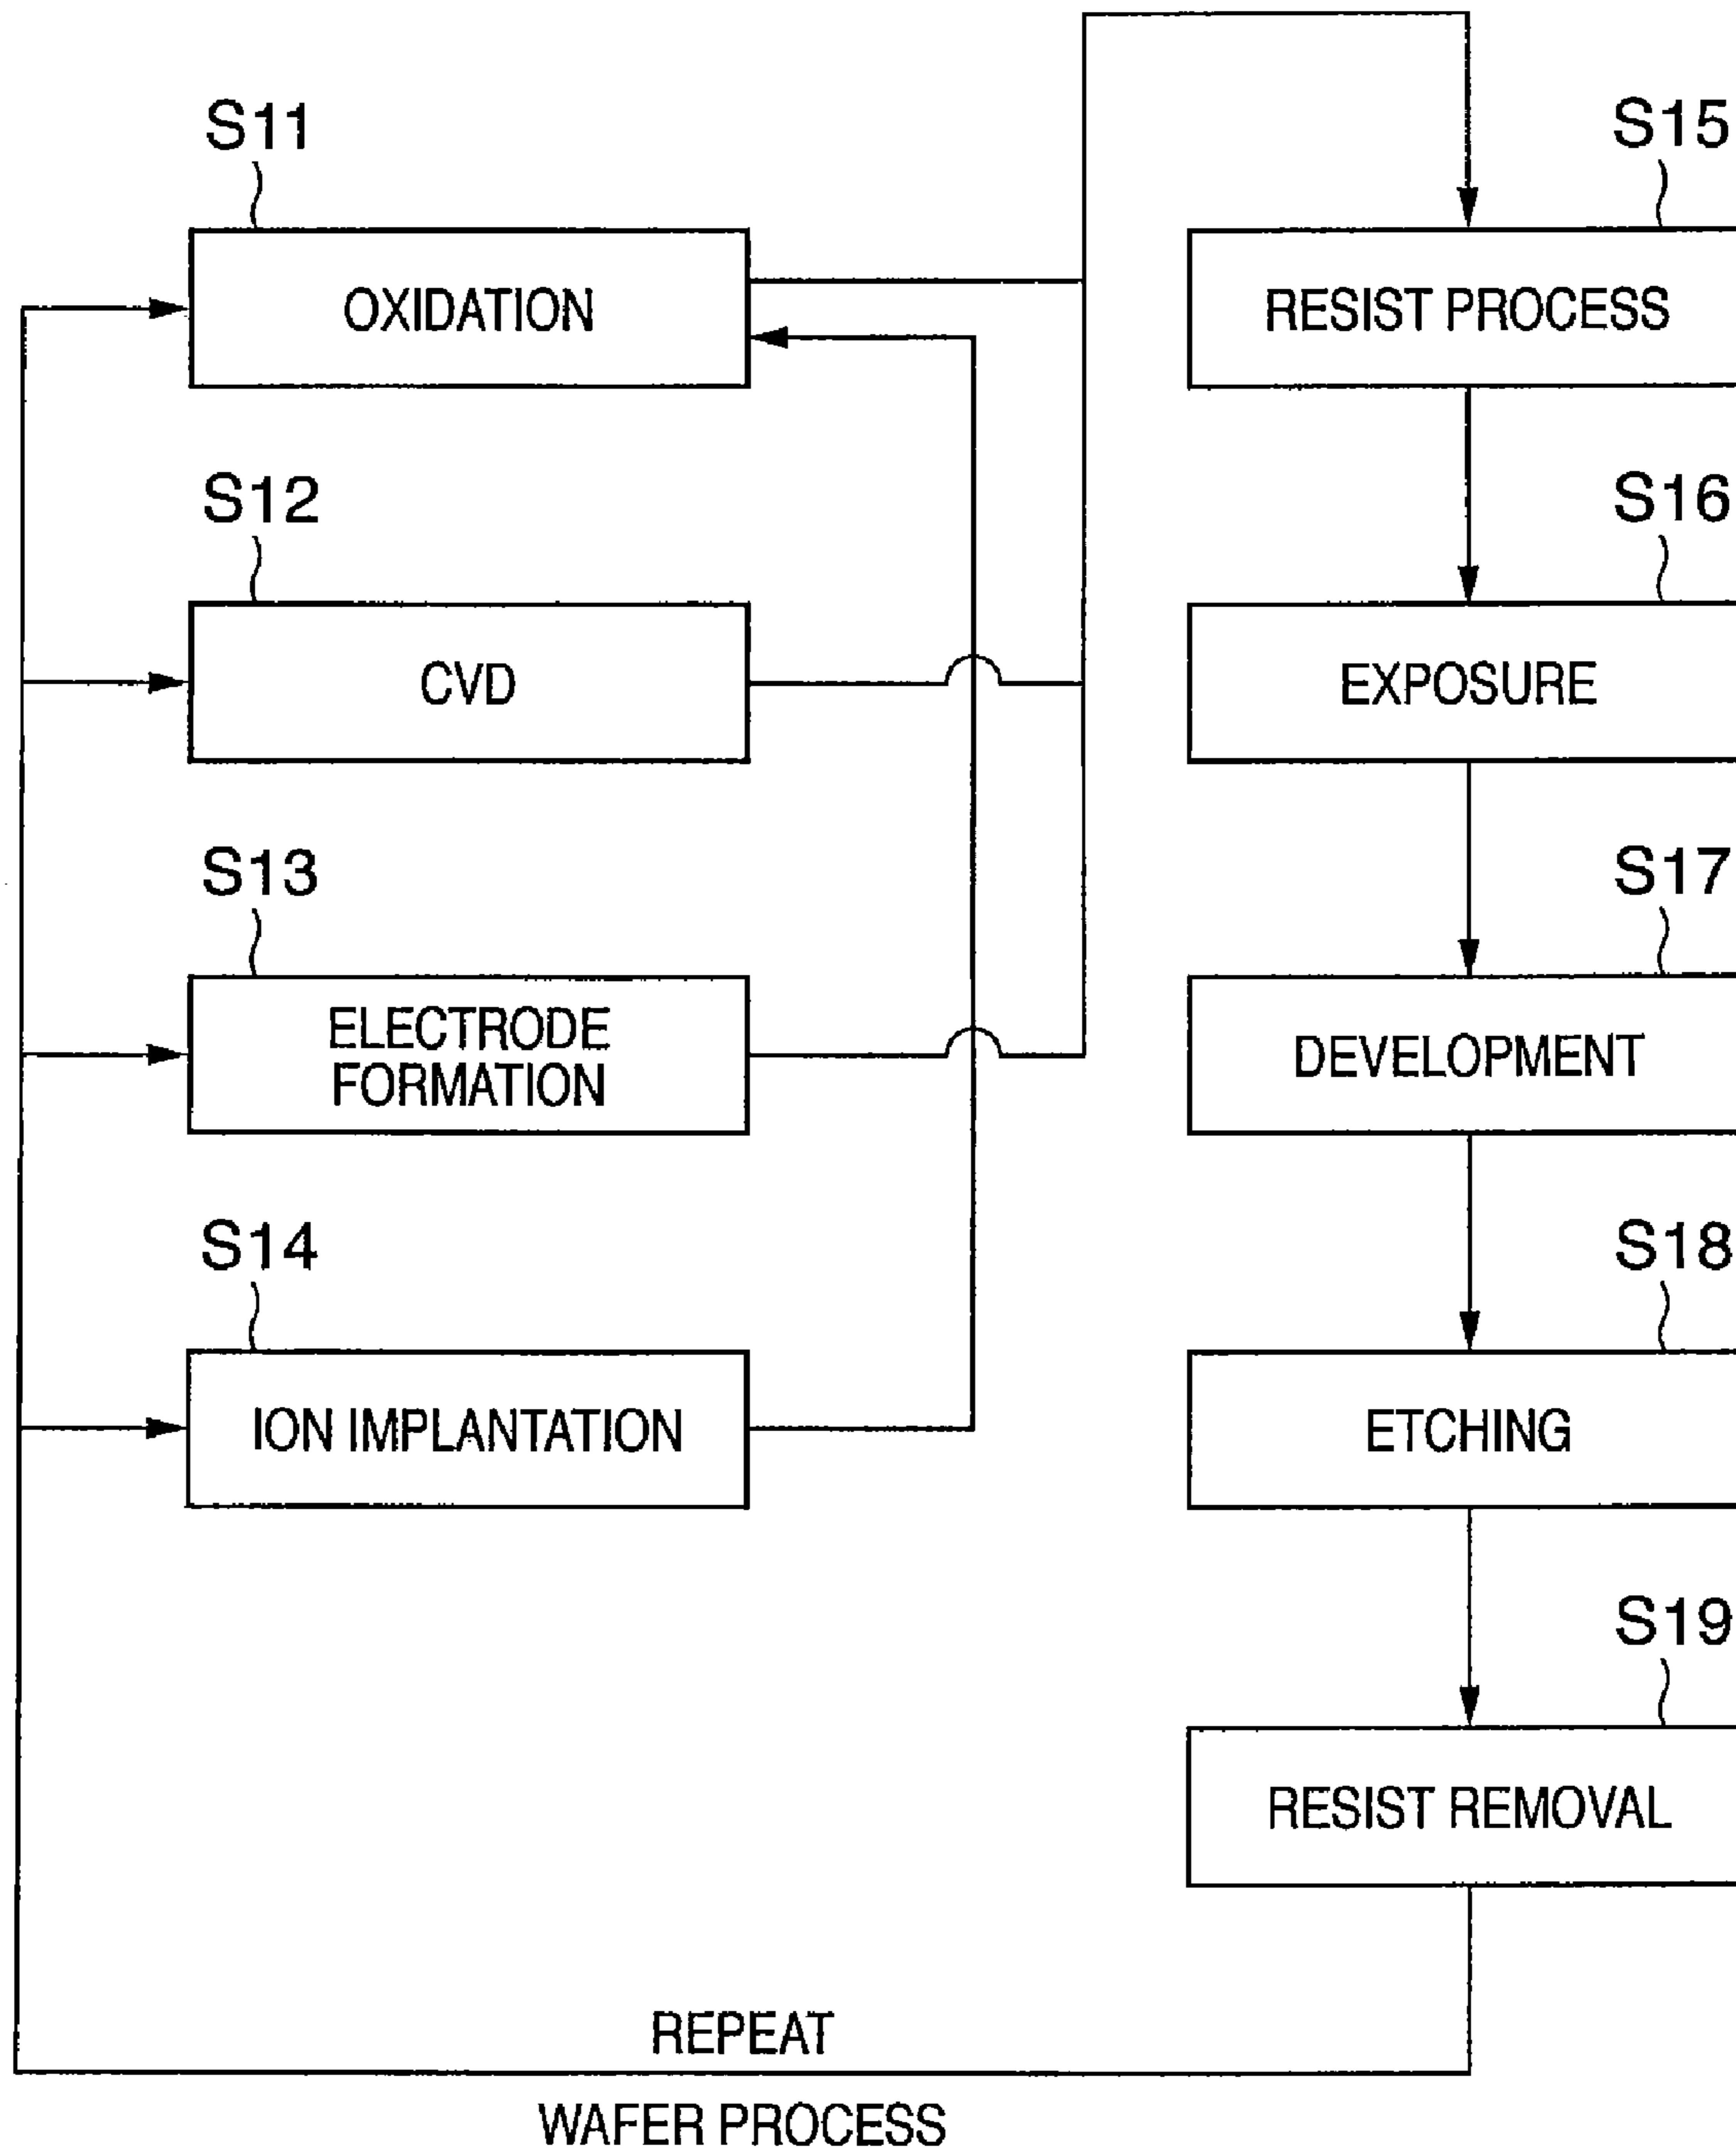 S11
OXIDATION
S12
CVD
S13
ELECTRODE
FORMATION
S14
ION IMPLANTATION
S15
RESIST PROCESS
S16
EXPOSURE
S17
DEVELOPMENT
S18
ETCHING
S19
RESIST REMOVAL
REPEAT
WAFER PROCESS